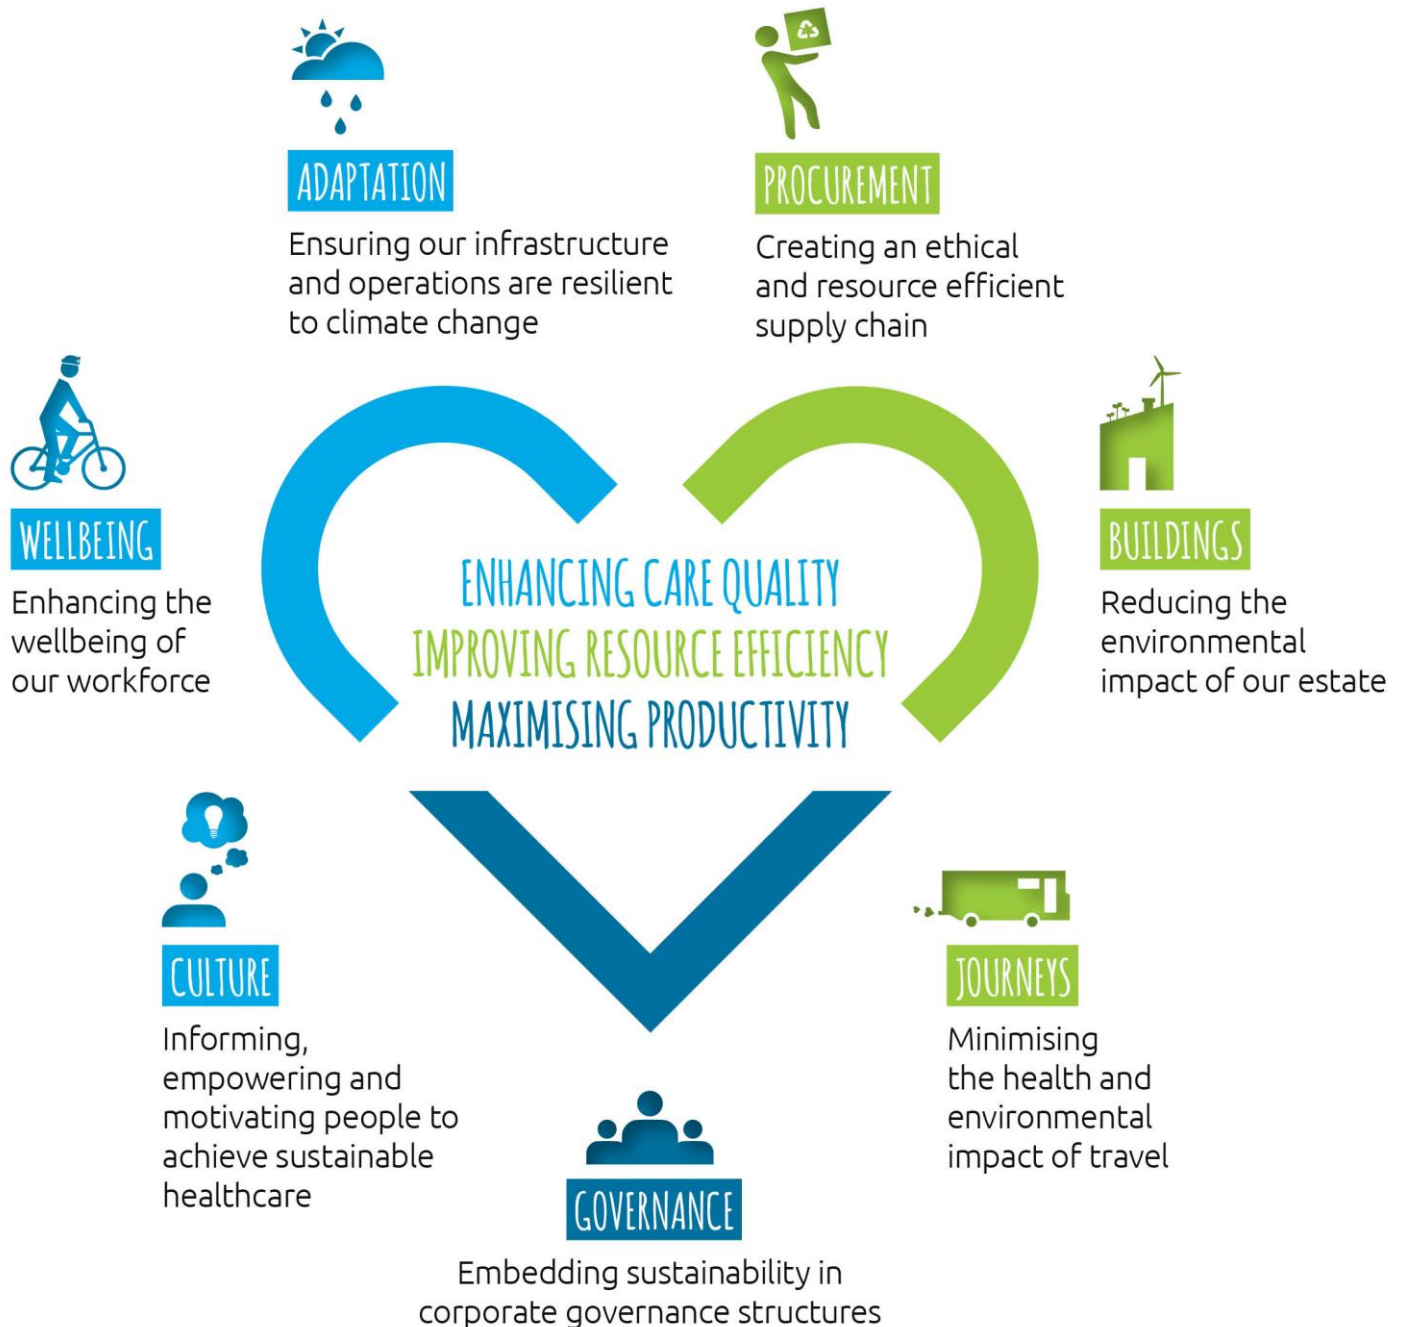 ADAPTATION
Ensuring our infrastructure
and operations are resilient
to climate change
PROCUREMENT
Creating an ethical
and resource efficient
supply chain
WELLBEING
Enhancing the
wellbeing of
our workforce
ENHANCING CARE QUALITY
IMPROVING RESOURCE EFFICIENCY
MAXIMISING PRODUCTIVITY
BUILDINGS
Reducing the
environmental
impact of our estate
CULTURE
Informing,
empowering and
motivating people to
achieve sustainable
healthcare
JOURNEYS
Minimising
the health and
environmental
impact of travel
GOVERNANCE
Embedding sustainability in
corporate governance structures